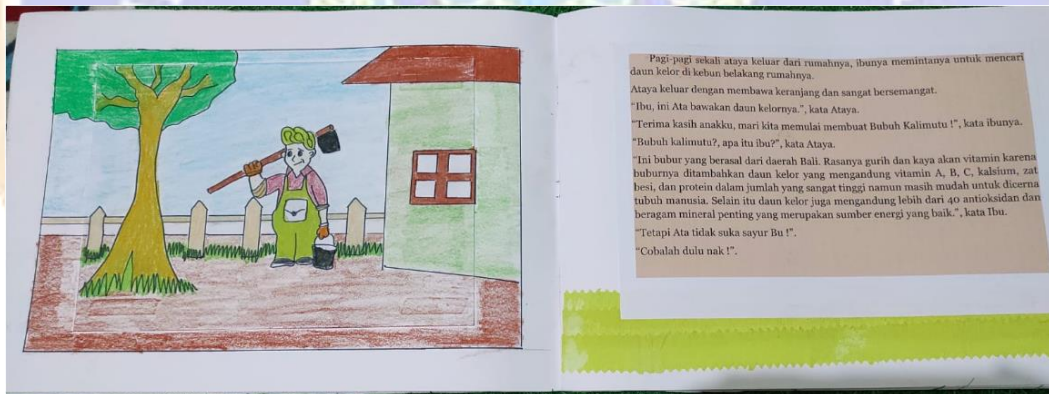 Pagi-pagi sekali ataya keluar dari rumahnya, ibunya memintanya untuk mencari
daun kelor di kebun belakang rumahnya.
Ataya keluar dengan membawa keranjang dan sangat bersemangat.
"Ibu, ini Ata bawakan daun kelornya.", kata Ataya.
"Terima kasih anakku, mari kita memulai membuat Bubuh Kalimutu !", kata ibunya.
"Bubuh kalimutu?, apa itu ibu?", kata Ataya.
"Ini bubur yang berasal dari daerah Bali. Rasanya gurih dan kaya akan vitamin karena
buburnya ditambahkan daun kelor yang mengandung vitamin A, B, C, kalsium, zat
besi, dan protein dalam jumlah yang sangat tinggi namun masih mudah untuk dicerna
tubuh manusia. Selain itu daun kelor juga mengandung lebih dari 40 antioksidan dan
beragam mineral penting yang merupakan sumber energi yang baik.", kata Ibu.
"Tetapi Ata tidak suka sayur Bu !".
"Cobalah dulu nak !".